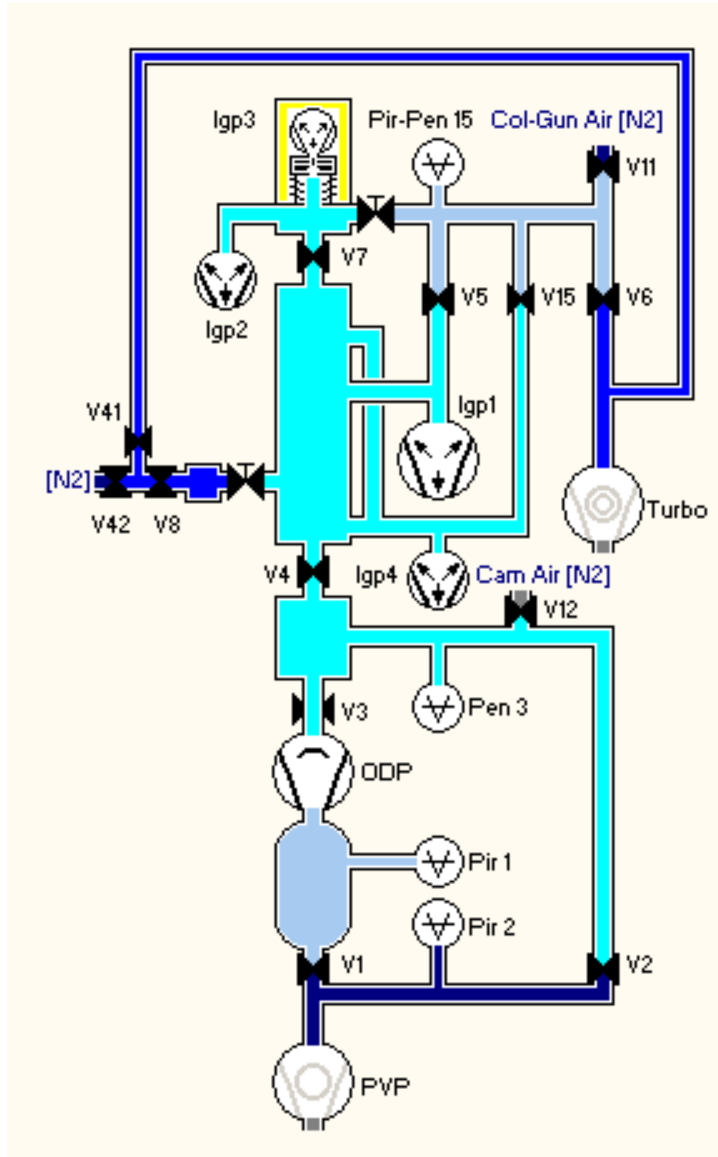 Igp3
Pir-Pen 15
Col-Gun Air [N2]
V11
V7
Igp2
V5
V15
V6
V41
Igp1
[N2]
V42
V8
Turbo
V4
Igp4
Cam Air [N2]
V12
V3
Pen 3
ODP
Pir 1
Pir 2
V1
V2
PVP